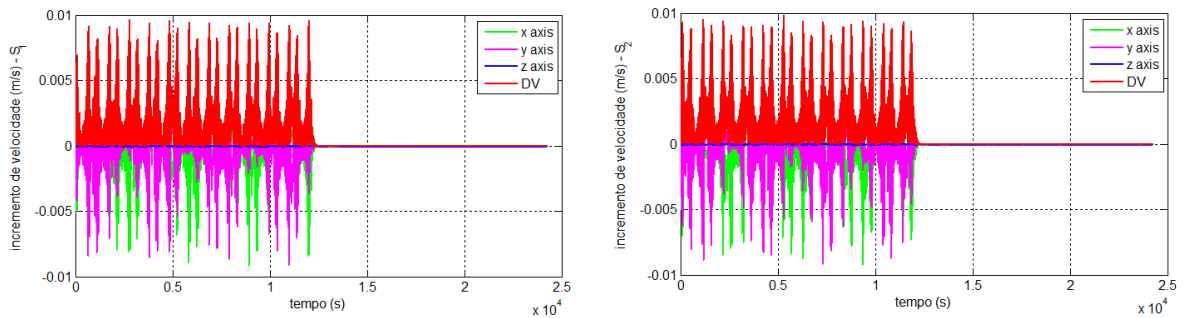 0.01
0.005
0
-0.005
-0.01
incremento de velocidade (m/s) - S1
x axis
y axis
z axis
DV
0 0.5 1 1.5 2 2.5
tempo (s)
x 10^4
0.01
0.005
0
-0.005
-0.01
incremento de velocidade (m/s) - S2
x axis
y axis
z axis
DV
0 0.5 1 1.5 2 2.5
tempo (s)
x 10^4